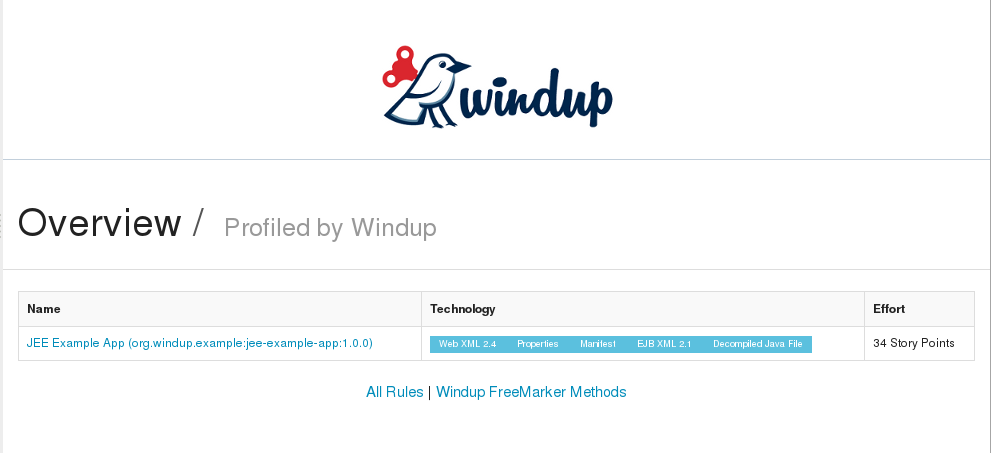 windup
Overview / Profiled by Windup
Name Technology Effort
JEE Example App (org.windup.example:jee-example-app:1.0.0) Web XML 2.4 Properties Manifest EJB XML 2.1 Decompiled Java File 34 Story Points
All Rules | Windup FreeMarker Methods